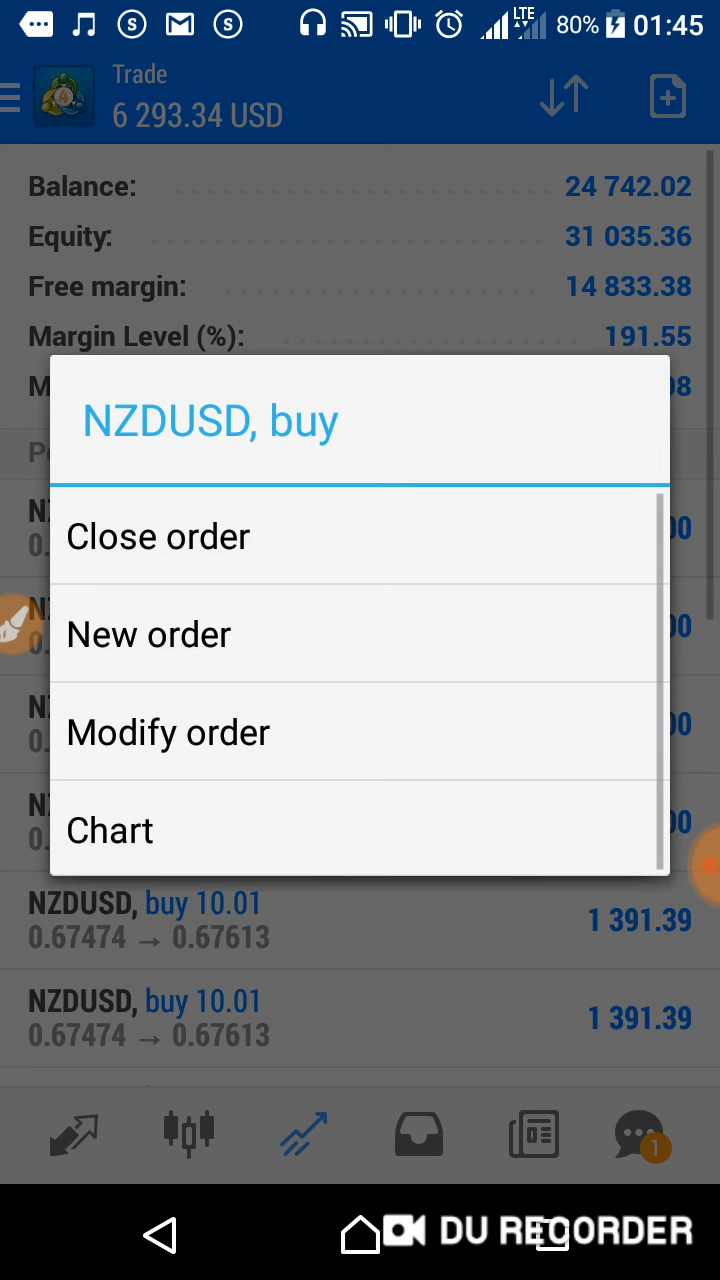 LTE 80% 01:45
Trade
6 293.34 USD
Balance: 24 742.02
Equity: 31 035.36
Free margin: 14 833.38
Margin Level (%): 191.55
NZDUSD, buy
Close order
New order
Modify order
Chart
NZDUSD, buy 10.01
0.67474 → 0.67613 1 391.39
NZDUSD, buy 10.01
0.67474 → 0.67613 1 391.39
1
DU RECORDER